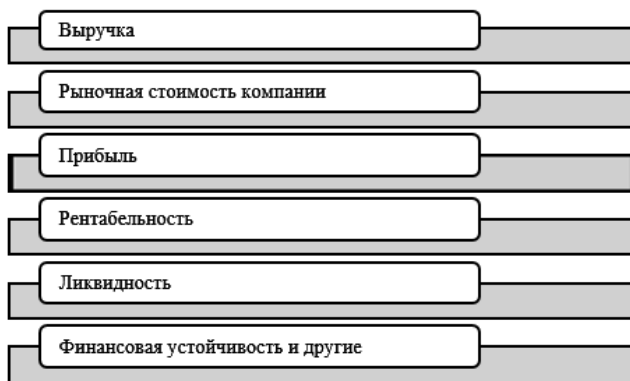 Выручка
Рыночная стоимость компании
Прибыль
Рентабельность
Ликвидность
Финансовая устойчивость и другие